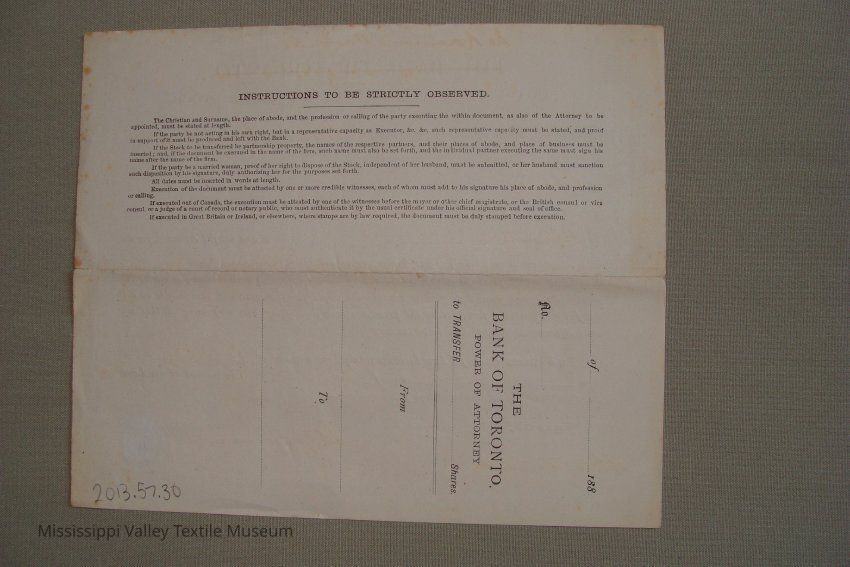 INSTRUCTIONS TO BE STRICTLY OBSERVED.
The Christian and Surname, the place of abode, and the profession or calling of the party executing the within document, as also of the Attorney to be
appointed, must be stated at length.
If the party be not acting in his own right, but in a representative capacity as Executor, &c. &c., such representative capacity must be stated, and proof
in support of it must be produced and left with the Bank.
If the Stock to be transferred be partnership property, the names of the respective partners, and their places of abode, and place of business must be
inserted; and, if the document be executed in the name of the firm, such name must also be set forth, and the individual partner executing the same must sign his
name after the name of the firm.
If the party be a married woman, proof of her right to dispose of the Stock, independent of her husband, must be submitted, or her husband must sanction
such disposition by his signature, duly authorising her for the purposes set forth.
All dates must be inserted in words at length.
Execution of the document must be attested by one or more credible witnesses, each of whom must add to his signature his place of abode, and profession
or calling.
If executed out of Canada, the execution must be attested by one of the witnesses before the mayor or other chief magistrate, or the British consul or vice
consul or a judge of a court of record or notary public, who must authenticate it by the usual certificate under his official signature and seal of office.
If executed in Great Britain or Ireland, or elsewhere, where stamps are by law required, the document must be duly stamped before execution.
of 188
No.
THE
BANK OF TORONTO.
POWER OF ATTORNEY
to TRANSFER Shares.
From
To
2013.57.30
Mississippi Valley Textile Museum